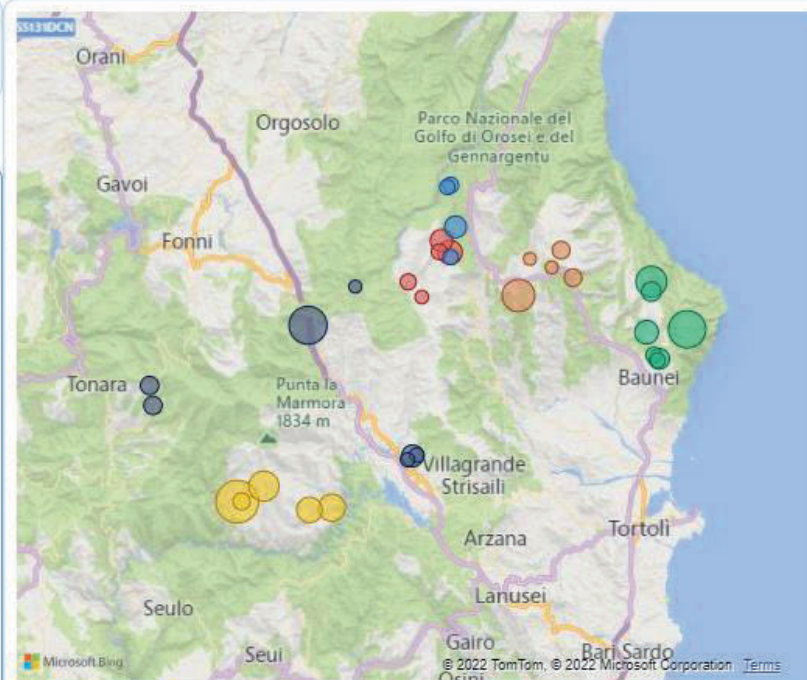 SS131DCN
Orani
Orgosolo
Parco Nazionale del
Golfo di Orosei e del
Gennargentu
Gavoi
Fonni
Tonara
Punta la
Marmora
1834 m
Baunei
Villagrande
Strisaili
Arzana
Tortolì
Lanusei
Seulo
Gairo
Seui
Bari Sardo
Osini
Microsoft Bing
© 2022 TomTom, © 2022 Microsoft Corporation Terms